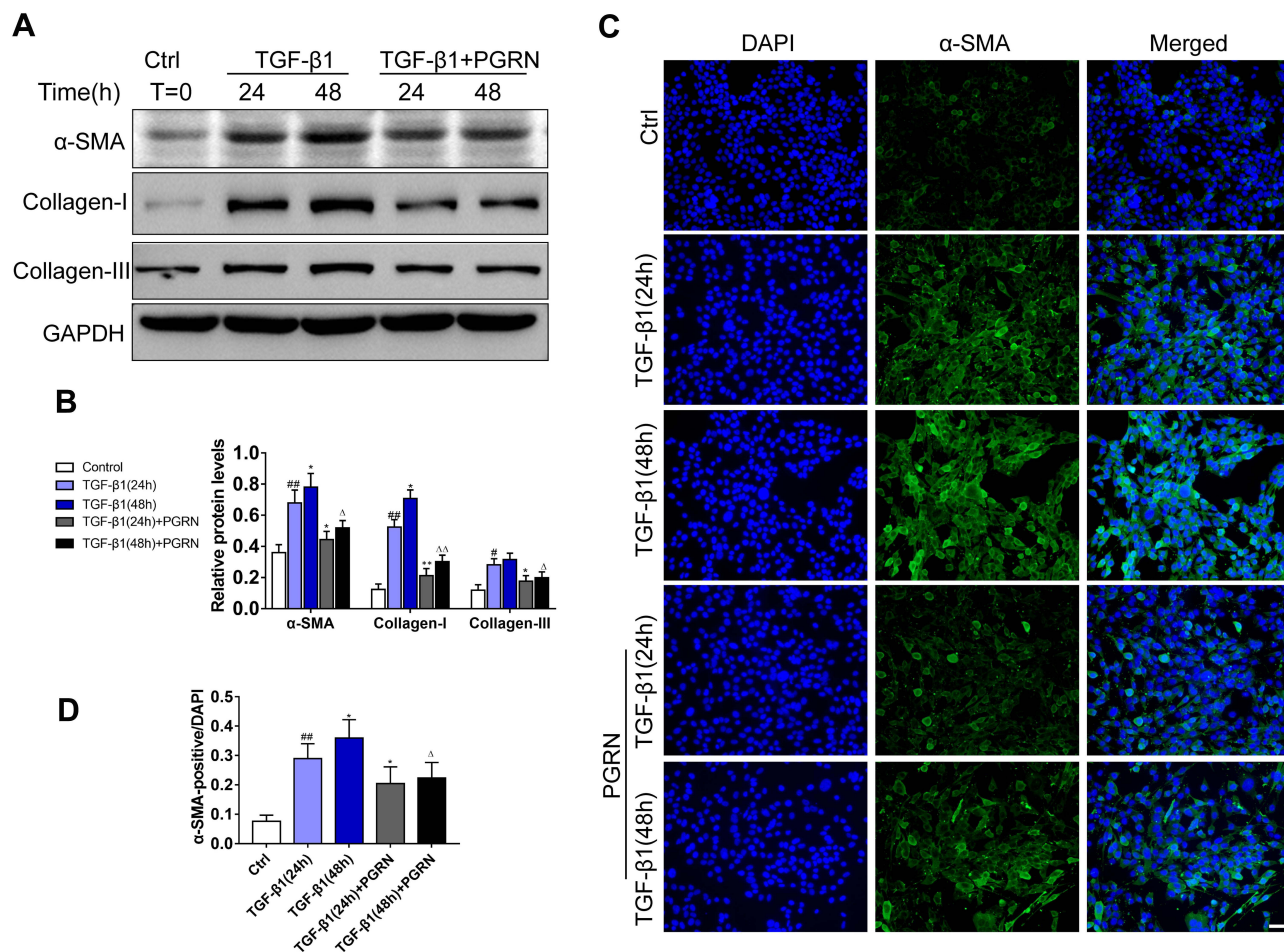 A
Ctrl TGF-β1 TGF-β1+PGRN
Time(h) T=0 24 48 24 48
α-SMA
Collagen-I
Collagen-III
GAPDH
B
Control
TGF-β1(24h)
TGF-β1(48h)
TGF-β1(24h)+PGRN
TGF-β1(48h)+PGRN
Relative protein levels
1.0
0.8
0.6
0.4
0.2
0.0
## * * Δ
## * ** ΔΔ
# * Δ
α-SMA Collagen-I Collagen-III
D
α-SMA-positive/DAPI
0.5
0.4
0.3
0.2
0.1
0.0
## * * Δ
Ctrl
TGF-β1(24h)
TGF-β1(48h)
TGF-β1(24h)+PGRN
TGF-β1(48h)+PGRN
C
DAPI α-SMA Merged
Ctrl
TGF-β1(24h)
TGF-β1(48h)
PGRN
TGF-β1(24h)
TGF-β1(48h)